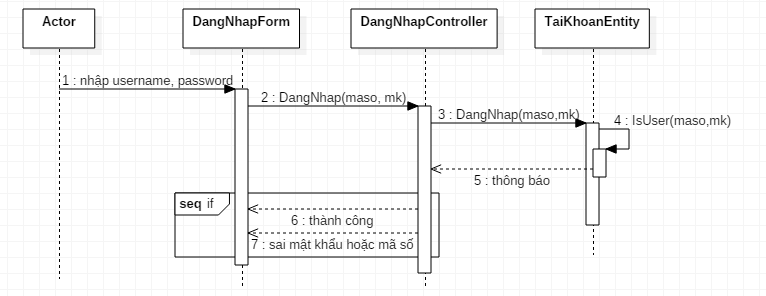 Actor
DangNhapForm
DangNhapController
TaiKhoanEntity
1 : nhập username, password
2 : DangNhap(maso, mk)
3 : DangNhap(maso,mk)
4 : IsUser(maso,mk)
5 : thông báo
seq if
6 : thành công
7 : sai mật khẩu hoặc mã số